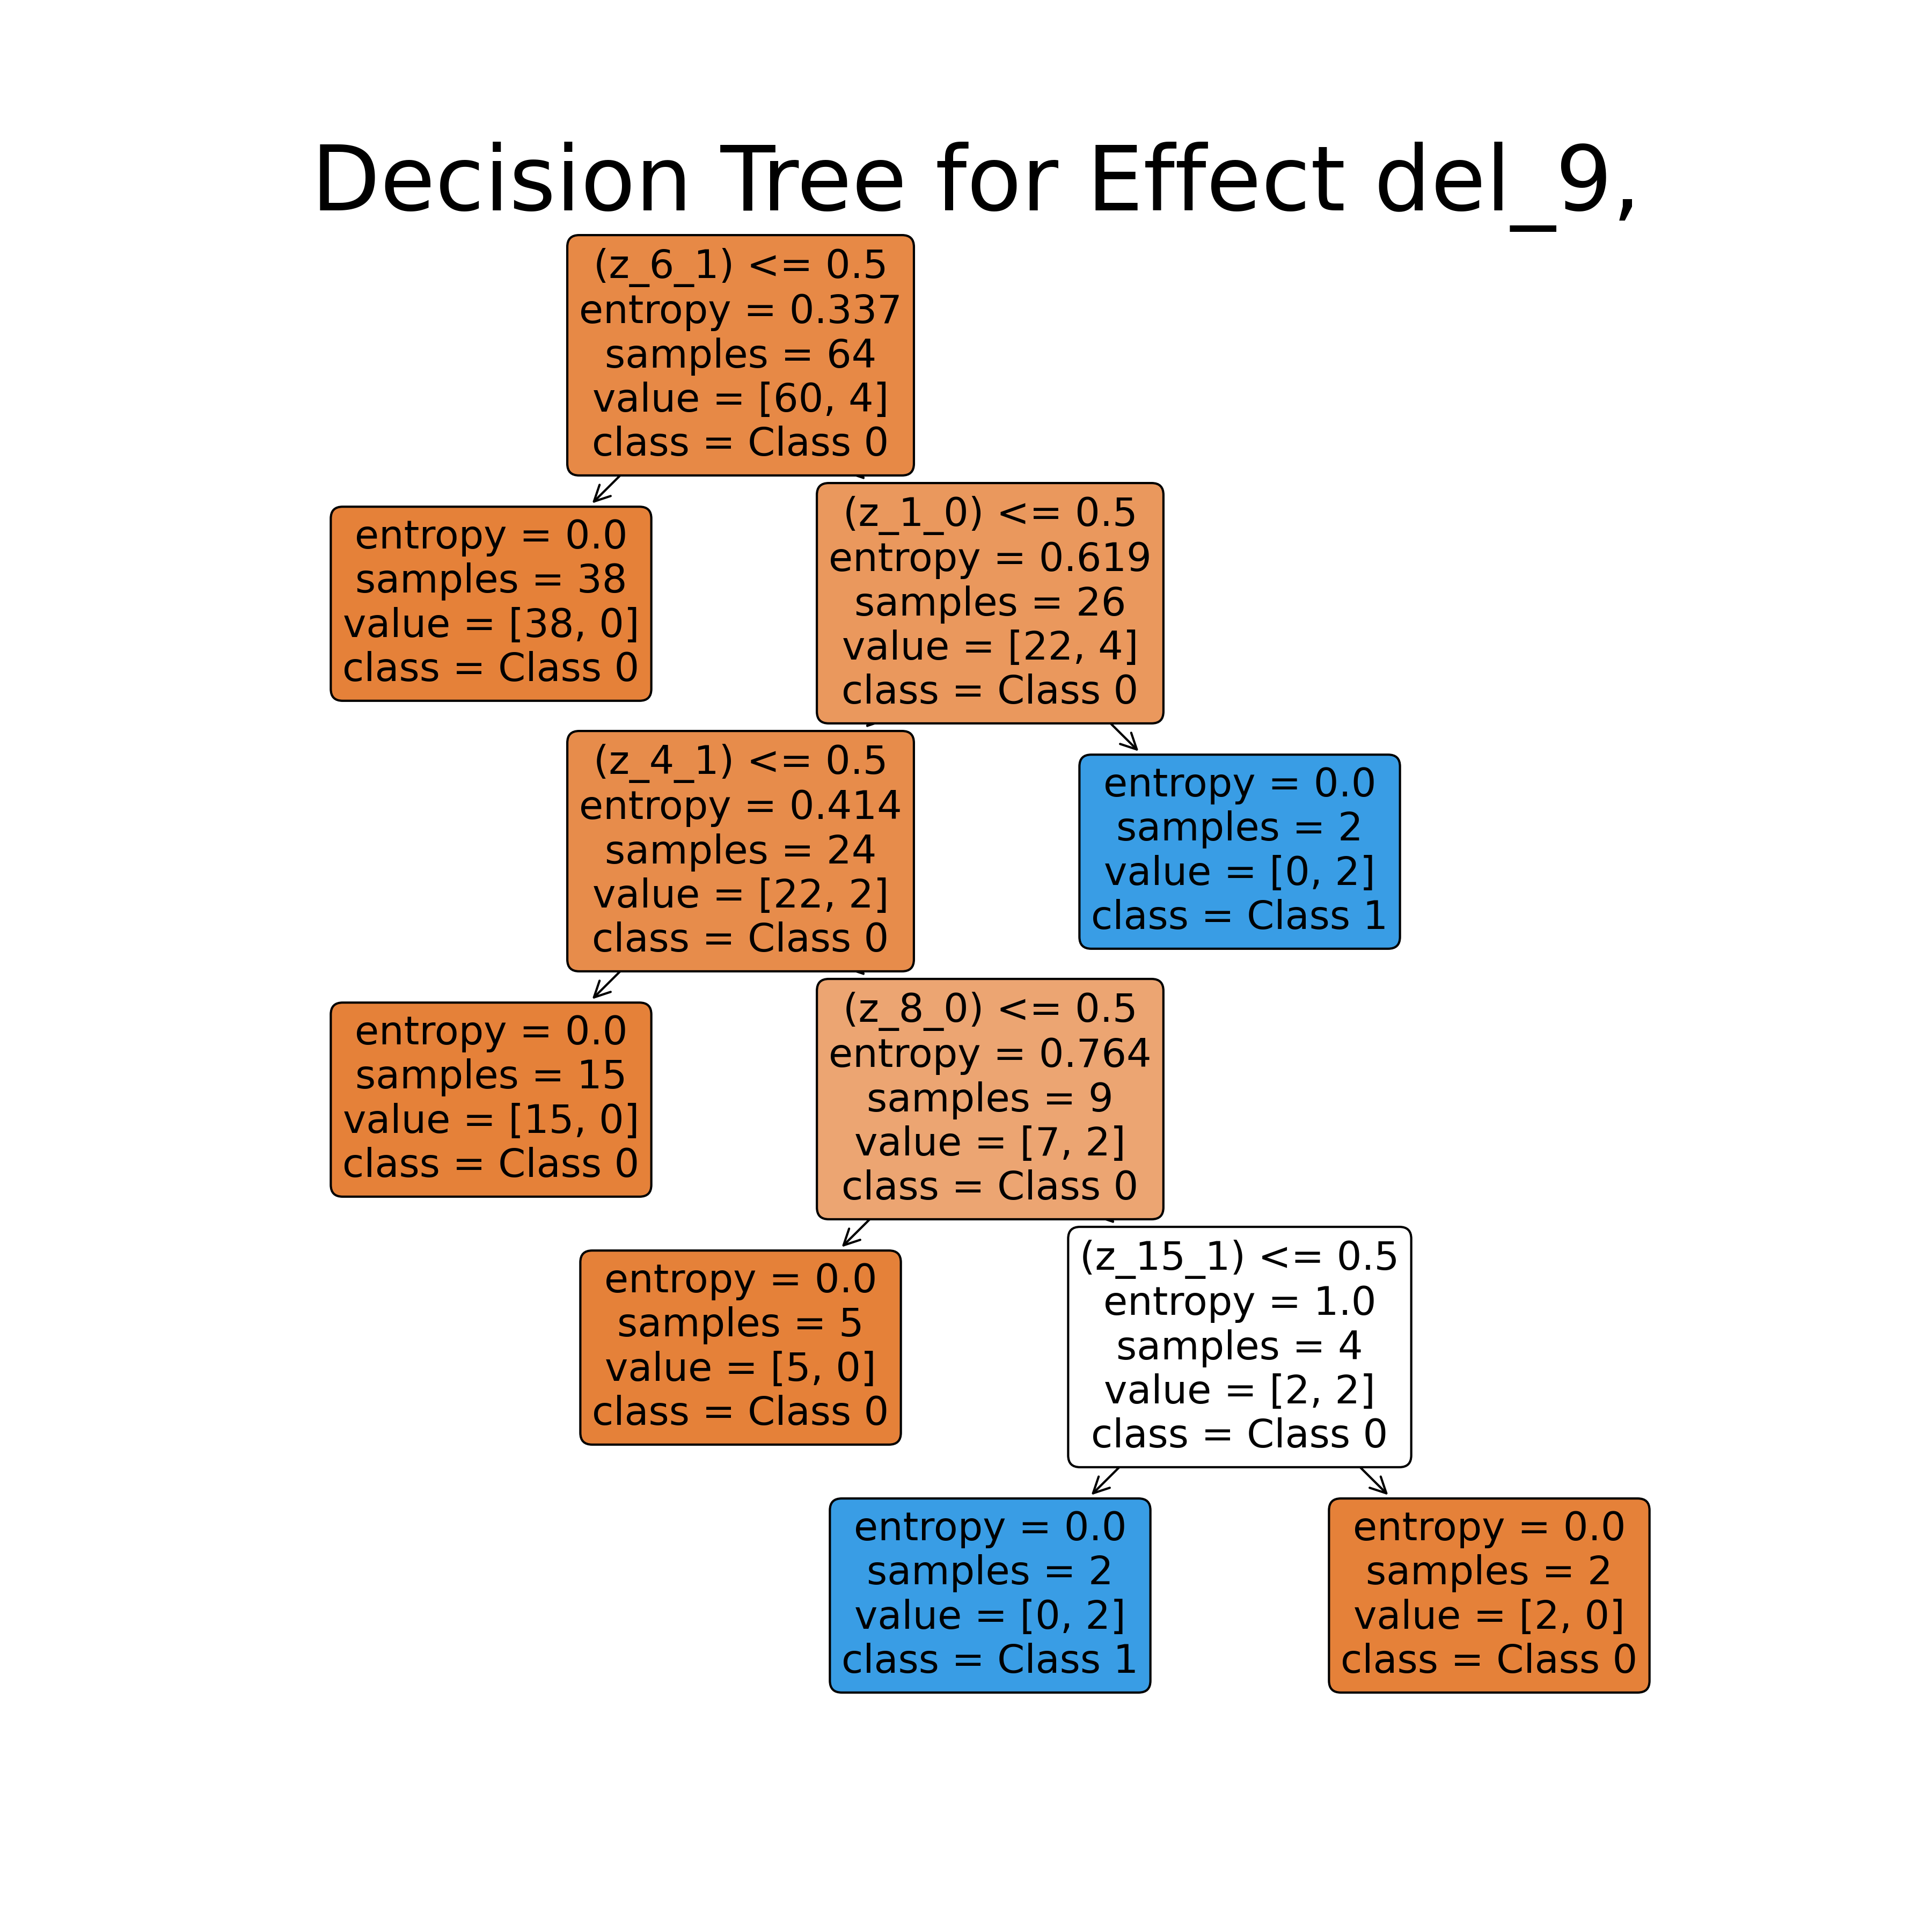 Decision Tree for Effect del_9,
(z_6_1) <= 0.5
entropy = 0.337
samples = 64
value = [60, 4]
class = Class 0
entropy = 0.0
samples = 38
value = [38, 0]
class = Class 0
(z_1_0) <= 0.5
entropy = 0.619
samples = 26
value = [22, 4]
class = Class 0
(z_4_1) <= 0.5
entropy = 0.414
samples = 24
value = [22, 2]
class = Class 0
entropy = 0.0
samples = 2
value = [0, 2]
class = Class 1
entropy = 0.0
samples = 15
value = [15, 0]
class = Class 0
(z_8_0) <= 0.5
entropy = 0.764
samples = 9
value = [7, 2]
class = Class 0
entropy = 0.0
samples = 5
value = [5, 0]
class = Class 0
(z_15_1) <= 0.5
entropy = 1.0
samples = 4
value = [2, 2]
class = Class 0
entropy = 0.0
samples = 2
value = [0, 2]
class = Class 1
entropy = 0.0
samples = 2
value = [2, 0]
class = Class 0